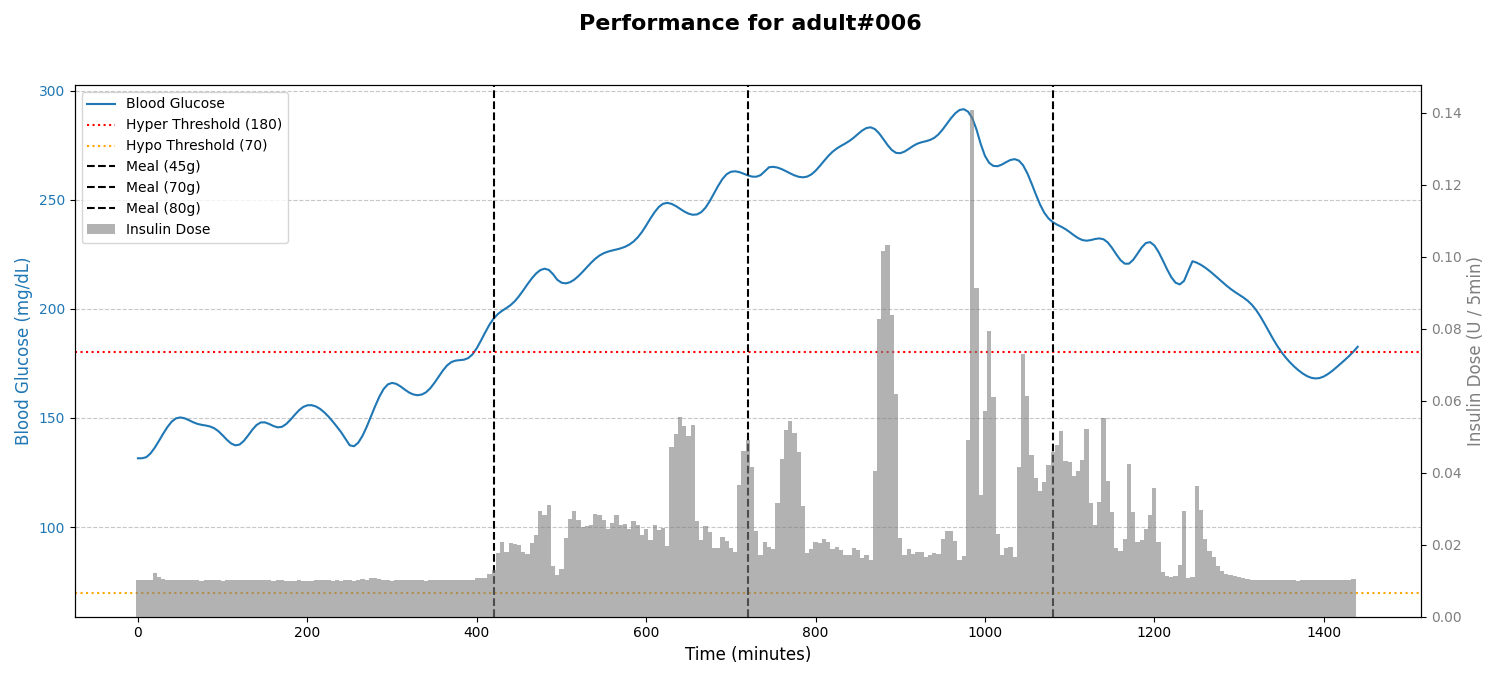 Performance for adult#006
Blood Glucose
Hyper Threshold (180)
Hypo Threshold (70)
Meal (45g)
Meal (70g)
Meal (80g)
Insulin Dose
Blood Glucose (mg/dL)
300
250
200
150
100
0.14
0.12
0.10
0.08
0.06
0.04
0.02
0.00
Insulin Dose (U / 5min)
0 200 400 600 800 1000 1200 1400
Time (minutes)